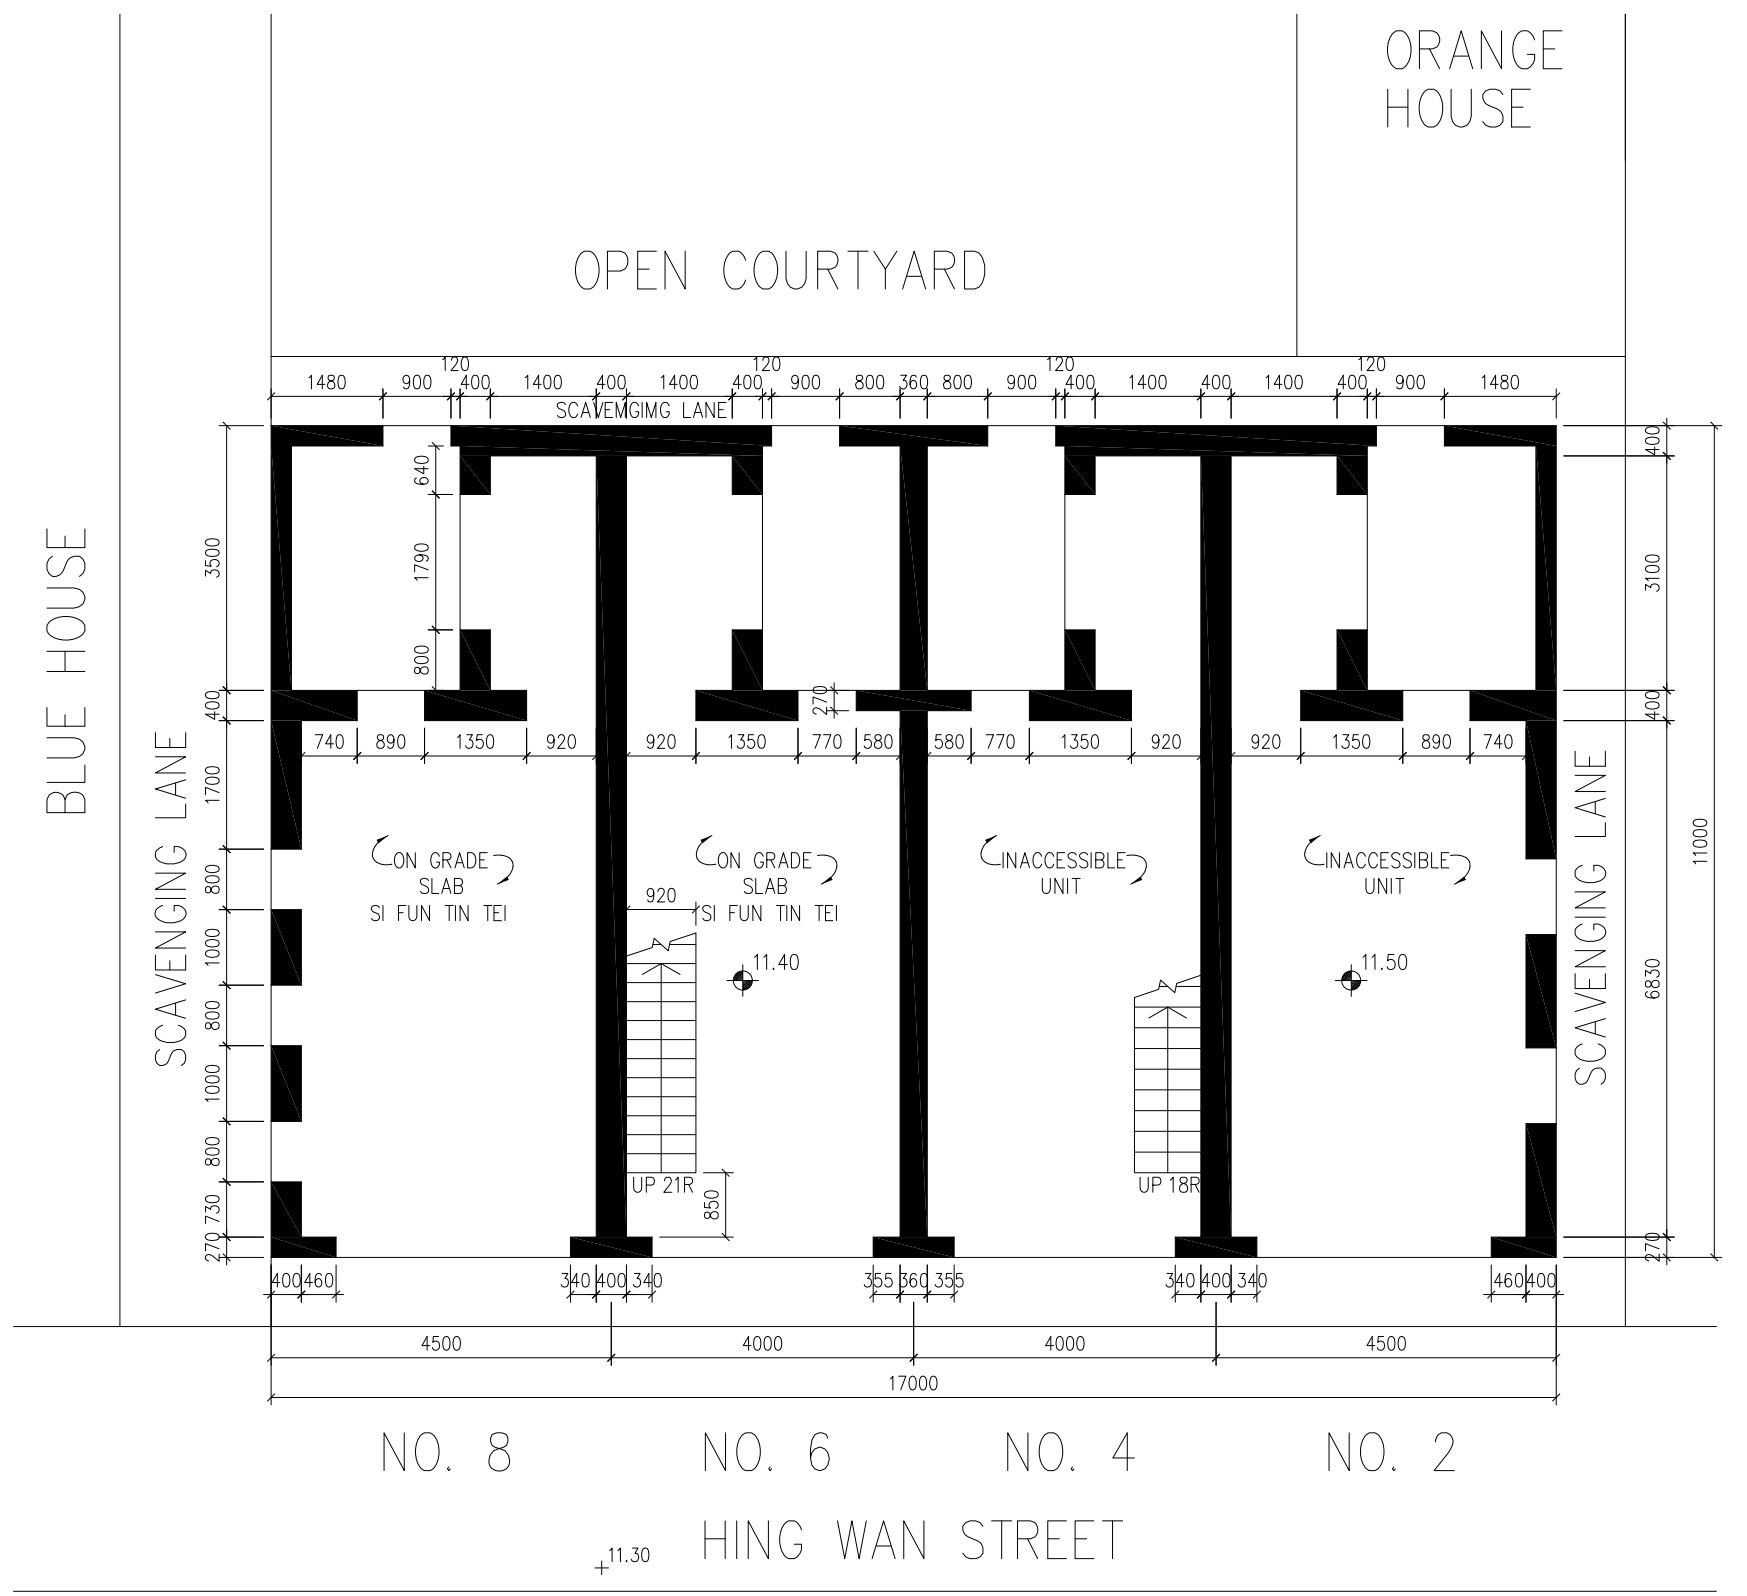 ORANGE
HOUSE
OPEN COURTYARD
120 120 120 120
1480 900 400 1400 400 1400 400 900 800 360 800 900 400 1400 400 1400 400 900 1480
SCAVEMGIMG LANE
BLUE HOUSE
SCAVENGING LANE
3500
400
1700
800
1000
800
1000
800
730
270
640
1790
800
270
400
3100
400
6830
270
11000
SCAVENGING LANE
740 890 1350 920 920 1350 770 580 580 770 1350 920 920 1350 890 740
ON GRADE
SLAB
SI FUN TIN TEI
920
ON GRADE
SLAB
SI FUN TIN TEI
INACCESSIBLE
UNIT
INACCESSIBLE
UNIT
11.40
11.50
UP 21R
850
UP 18R
400 460 340 400 340 355 360 355 340 400 340 460 400
4500 4000 4000 4500
17000
NO. 8 NO. 6 NO. 4 NO. 2
HING WAN STREET
11.30